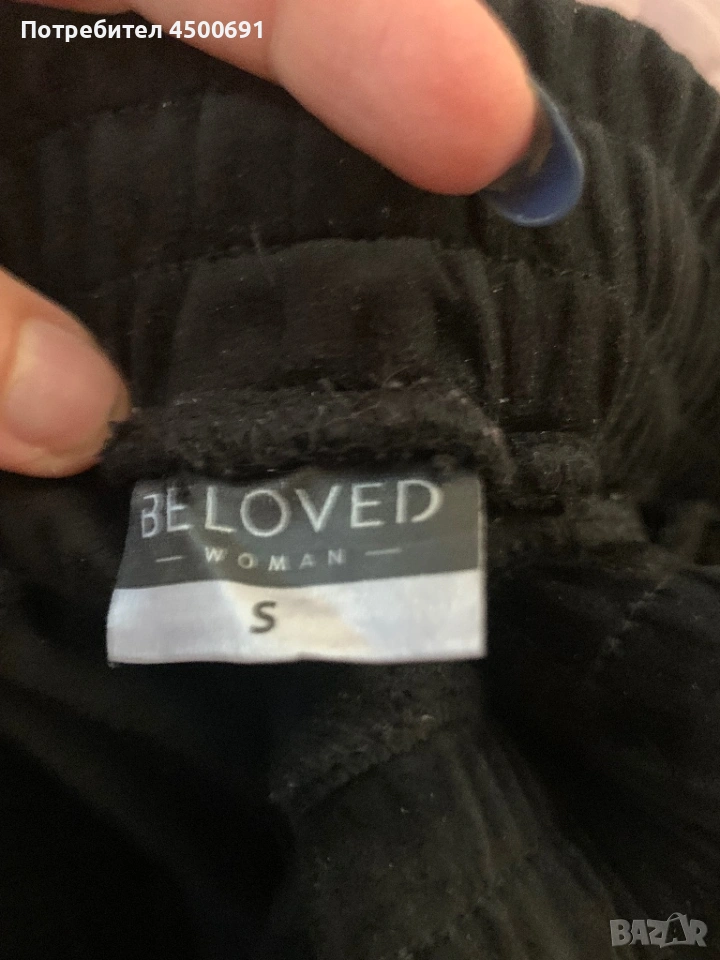 Потребител 4500691
BELOVED
— WOMAN —
S
BAZAR